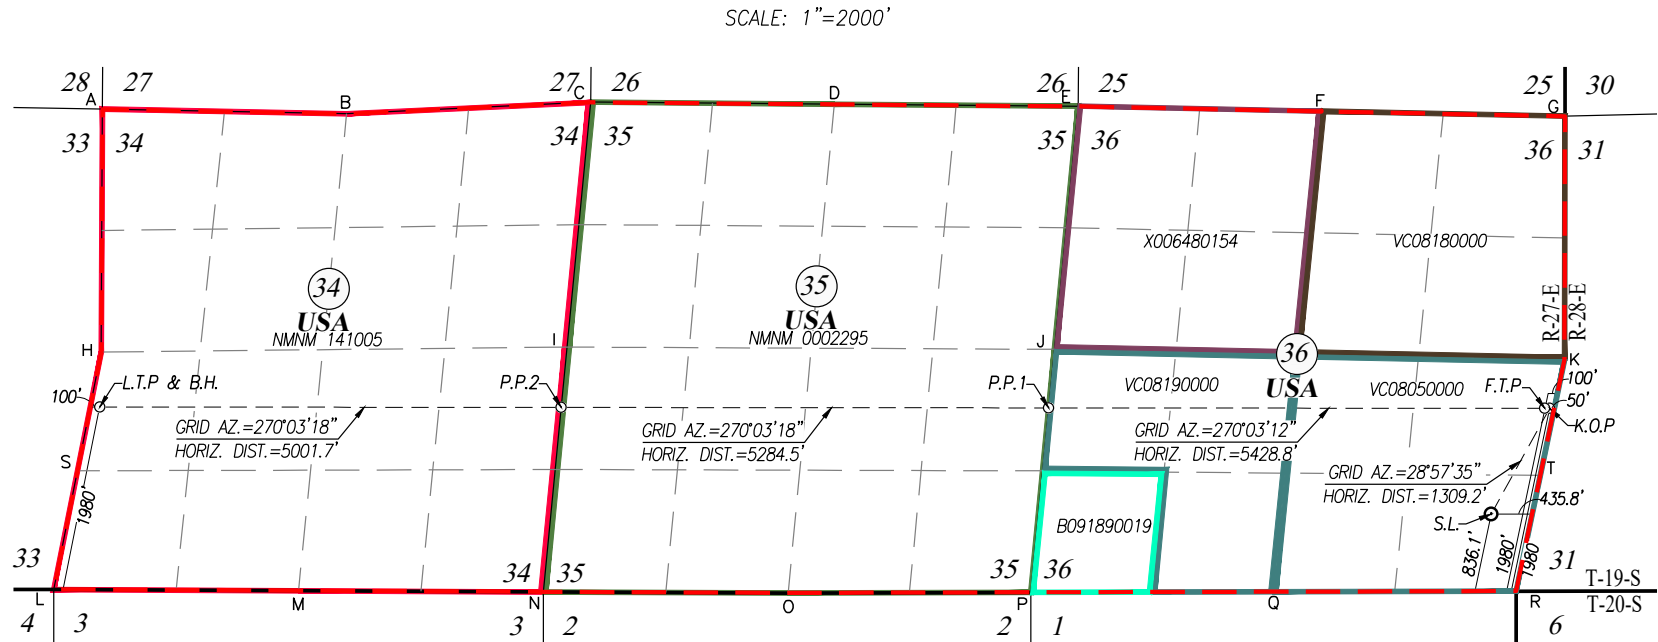 SCALE: 1"=2000'
28 27 27 26 26 25 25 30
A B C D E F G
33 34 34 35 35 36 36 31
X006480154 VC08180000
34 35
USA USA
NMNM 141005 NMNM 0002295
R-27-E
R-28-E
H I J K
36
USA
VC08190000 VC08050000
L.T.P & B.H. P.P.2 P.P.1 F.T.P
100' 100'
50'
K.O.P
GRID AZ.=270°03'18"
HORIZ. DIST.=5001.7'
GRID AZ.=270°03'18"
HORIZ. DIST.=5284.5'
GRID AZ.=270°03'12"
HORIZ. DIST.=5428.8'
S T
GRID AZ.=28°57'35"
HORIZ. DIST.=1309.2'
435.8'
S.L.
1980'
B091890019
836.1'
1980'
1980'
33 34 35 35 36 31
T-19-S
T-20-S
L M N O P Q R
4 3 3 2 2 1 6